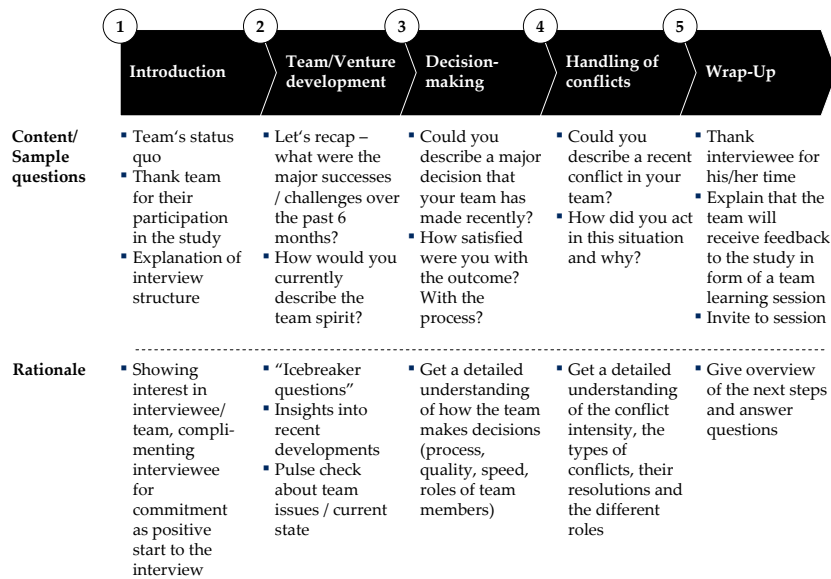 1
2
3
4
5
Introduction
Team/Venture
development
Decision-
making
Handling of
conflicts
Wrap-Up
Content/
Sample
questions
▪ Team‘s status
quo
▪ Thank team
for their
participation
in the study
▪ Explanation of
interview
structure
▪ Let‘s recap –
what were the
major successes
/ challenges over
the past 6
months?
▪ How would you
currently
describe the
team spirit?
▪ Could you
describe a major
decision that
your team has
made recently?
▪ How satisfied
were you with
the outcome?
With the
process?
▪ Could you
describe a recent
conflict in your
team?
▪ How did you act
in this situation
and why?
▪ Thank
interviewee for
his/her time
▪ Explain that the
team will
receive feedback
to the study in
form of a team
learning session
▪ Invite to session
Rationale
▪ Showing
interest in
interviewee/
team, compli-
menting
interviewee
for
commitment
as positive
start to the
interview
▪ “Icebreaker
questions”
▪ Insights into
recent
developments
▪ Pulse check
about team
issues / current
state
▪ Get a detailed
understanding
of how the team
makes decisions
(process,
quality, speed,
roles of team
members)
▪ Get a detailed
understanding
of the conflict
intensity, the
types of
conflicts, their
resolutions and
the different
roles
▪ Give overview
of the next steps
and answer
questions